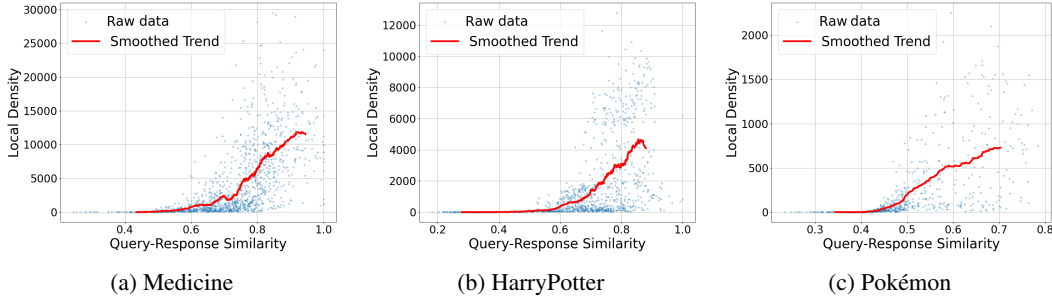 30000
25000
20000
15000
10000
5000
0
Local Density
Raw data
Smoothed Trend
0.4
0.6
0.8
1.0
Query-Response Similarity
(a) Medicine
12000
10000
8000
6000
4000
2000
0
Local Density
Raw data
Smoothed Trend
0.2
0.4
0.5
0.6
0.7
0.8
1.0
Query-Response Similarity
(b) HarryPotter
2000
1500
1000
500
0
Local Density
Raw data
Smoothed Trend
0.3
0.4
0.5
0.6
0.7
0.8
Query-Response Similarity
(c) Pokémon